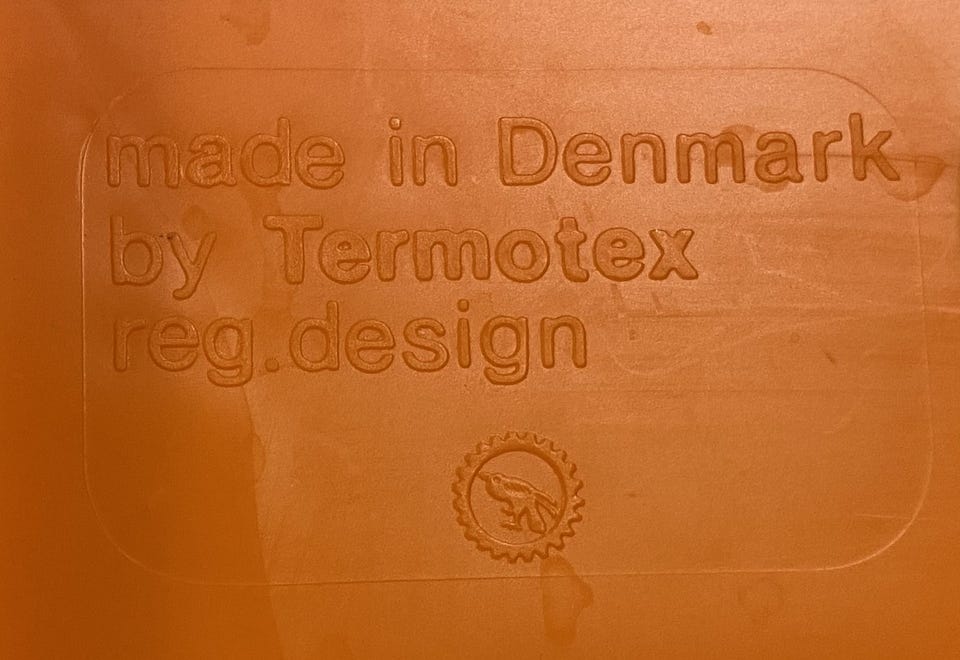 made in Denmark
by Termotex
reg.design